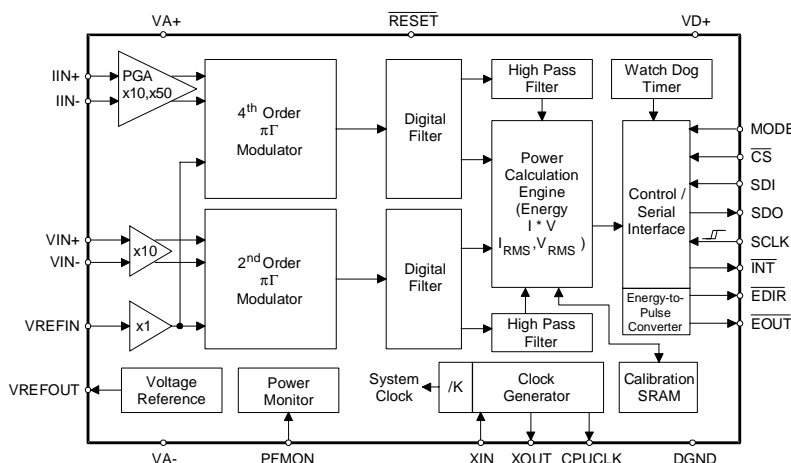 VA+
RESET
VD+
IIN+
IIN-
PGA
x10,x50
4th Order
πΓ
Modulator
Digital
Filter
High Pass
Filter
Watch Dog
Timer
Power
Calculation
Engine
(Energy
I * V
IRMS,VRMS )
Control /
Serial
Interface
MODE
CS
SDI
SDO
SCLK
INT
EDIR
EOUT
VIN+
VIN-
x10
2nd Order
πΓ
Modulator
Digital
Filter
High Pass
Filter
Energy-to-
Pulse
Converter
VREFIN
x1
VREFOUT
Voltage
Reference
Power
Monitor
System
Clock
/K
Clock
Generator
Calibration
SRAM
VA-
PFMON
XIN
XOUT
CPUCLK
DGND